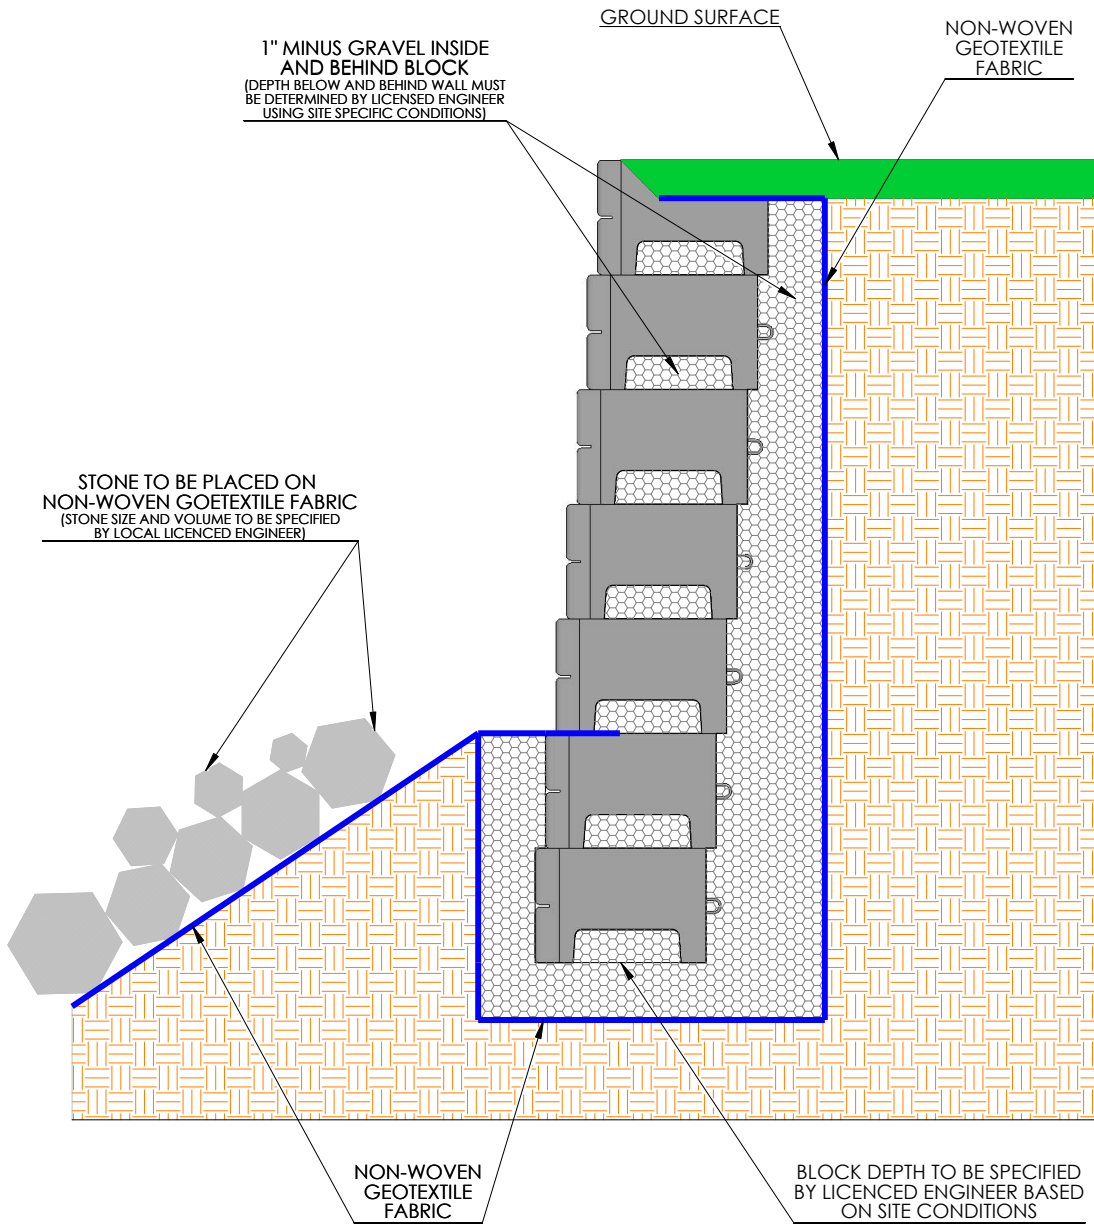 GROUND SURFACE
NON-WOVEN
GEOTEXTILE
FABRIC
1" MINUS GRAVEL INSIDE
AND BEHIND BLOCK
(DEPTH BELOW AND BEHIND WALL MUST
BE DETERMINED BY LICENSED ENGINEER
USING SITE SPECIFIC CONDITIONS)
STONE TO BE PLACED ON
NON-WOVEN GOETEXTILE FABRIC
(STONE SIZE AND VOLUME TO BE SPECIFIED
BY LOCAL LICENCED ENGINEER)
NON-WOVEN
GEOTEXTILE
FABRIC
BLOCK DEPTH TO BE SPECIFIED
BY LICENCED ENGINEER BASED
ON SITE CONDITIONS